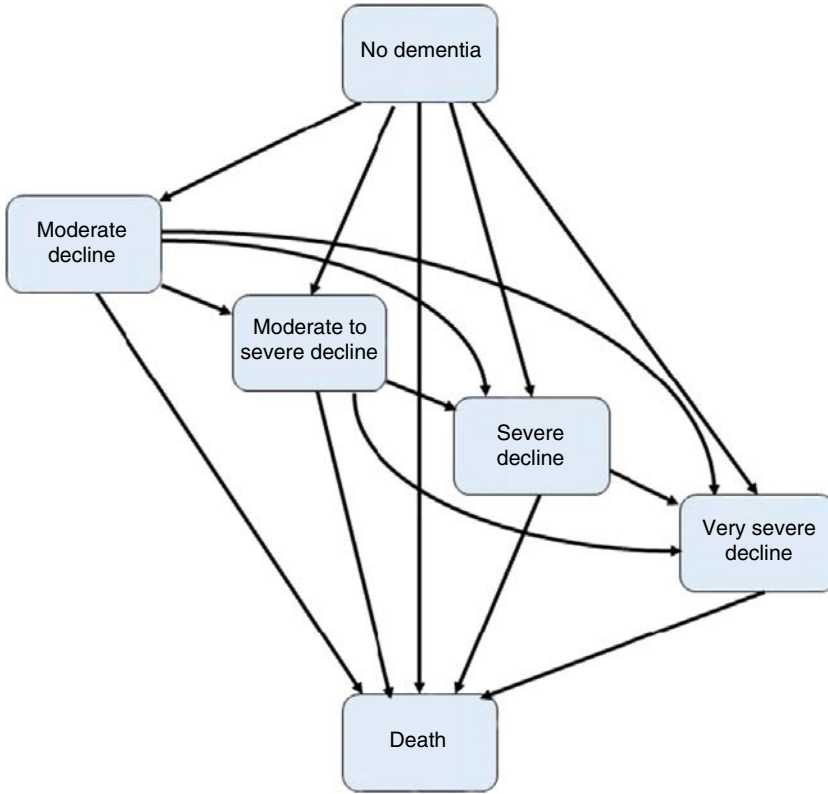 No dementia
Moderate
decline
Moderate to
severe decline
Severe
decline
Very severe
decline
Death